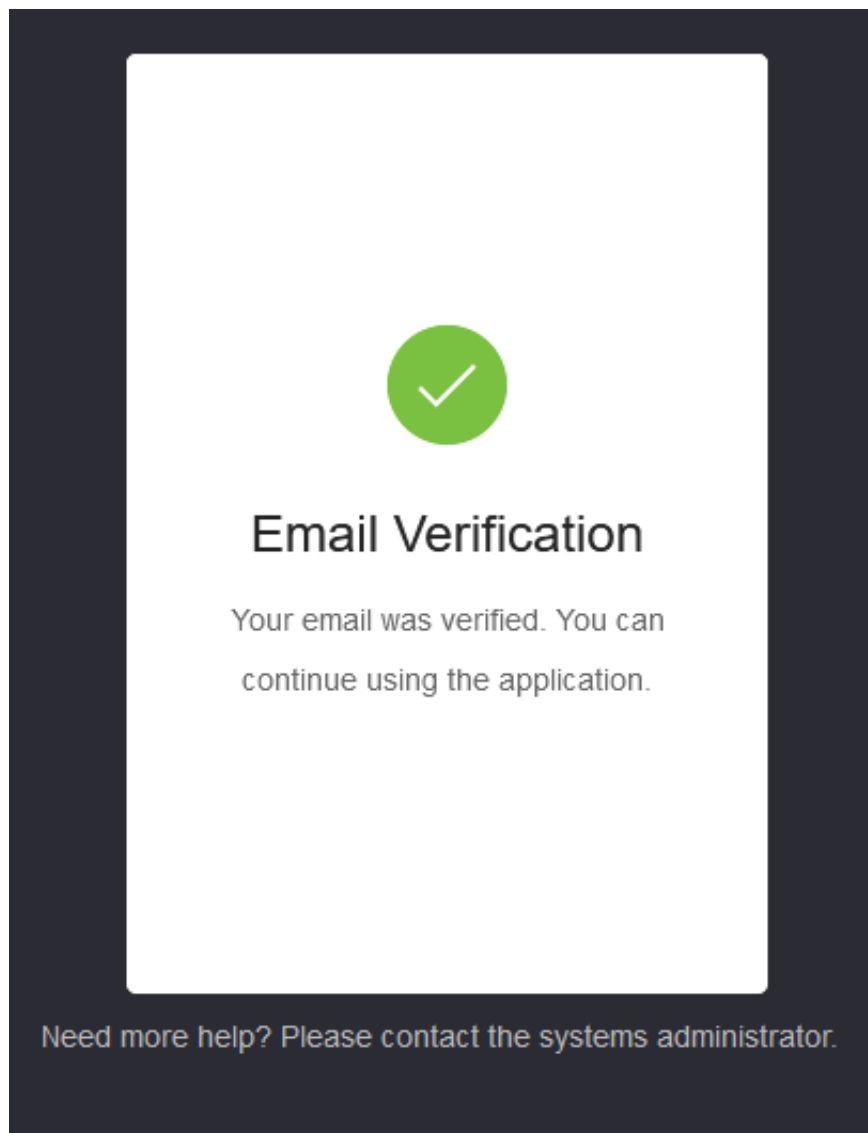 Email Verification
Your email was verified. You can
continue using the application.
Need more help? Please contact the systems administrator.